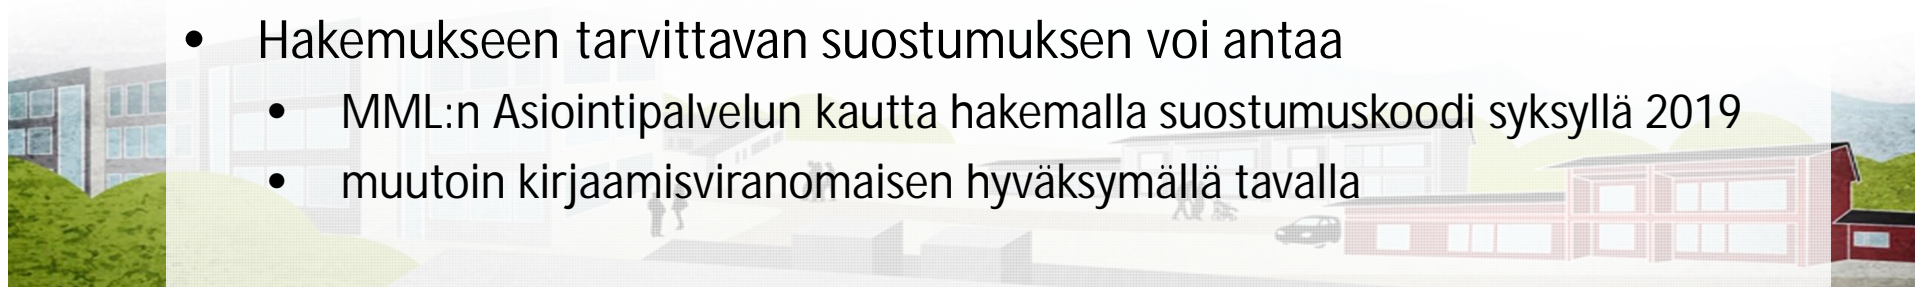 • Hakemukseen tarvittavan suostumuksen voi antaa
• MML:n Asiointipalvelun kautta hakemalla suostumuskoodi syksyllä 2019
• muutoin kirjaamisviranomaisen hyväksymällä tavalla